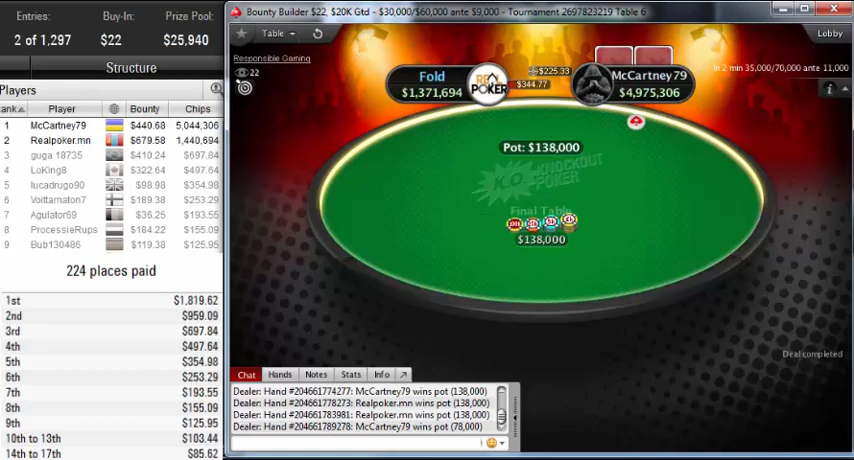 Entries: Buy-In: Prize Pool:
2 of 1,297 $22 $25,940
Structure
Players
Rank Player Bounty Chips
1 McCartney79 $440.68 5,044,306
2 Realpoker.mn $679.58 1,440,694
3 guga 18735 $410.24 $697.84
4 LoKing8 $322.64 $497.64
5 lucadrugo90 $98.98 $354.98
6 Voittamaton7 $189.38 $253.29
7 Agulator69 $36.25 $193.55
8 ProcessieRups $184.22 $155.09
9 Bub130486 $119.38 $125.95
224 places paid
1st $1,819.62
2nd $959.09
3rd $697.84
4th $497.64
5th $354.98
6th $253.29
7th $193.55
8th $155.09
9th $125.95
10th to 13th $103.44
14th to 17th $85.62
Bounty Builder $22, $20K Gtd - $30,000/$60,000 ante $9,000 - Tournament 2697823219 Table 6
Table
Lobby
Responsible Gaming
22
In 2 min 35,000/70,000 ante 11,000
Fold
$1,371,694
REAL POKER
$225.33
$344.77
McCartney79
$4,975,306
Pot: $138,000
K.O. KNOCKOUT POKER
Final Table
$138,000
Deal completed
Chat Hands Notes Stats Info
Dealer: Hand #204661774277: McCartney79 wins pot (138,000)
Dealer: Hand #204661778273: Realpoker.mn wins pot (138,000)
Dealer: Hand #204661783981: Realpoker.mn wins pot (138,000)
Dealer: Hand #204661789278: McCartney79 wins pot (78,000)